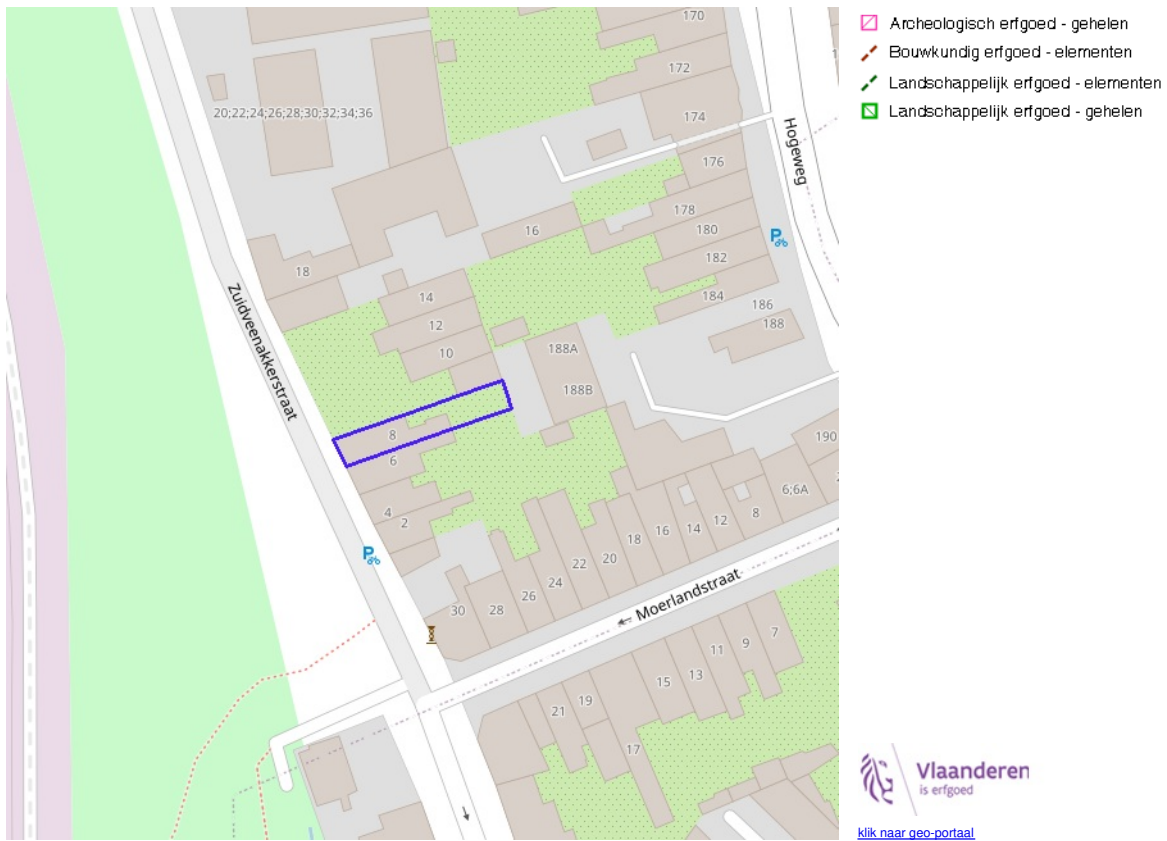 170
172
20;22;24;26;28;30;32;34;36
174
Hogeweg
176
178
16
180
182
18
184
14
186
12
188
10
188A
188B
Zuidveenakkerstraat
8
6
190
6;6A
4
2
8
12
14
16
18
20
22
24
26
28
30
P
P
Moerlandstraat
7
9
11
13
15
19
21
17
Archeologisch erfgoed - gehelen
Bouwkundig erfgoed - elementen
Landschappelijk erfgoed - elementen
Landschappelijk erfgoed - gehelen
Vlaanderen
is erfgoed
klik naar geo-portaal